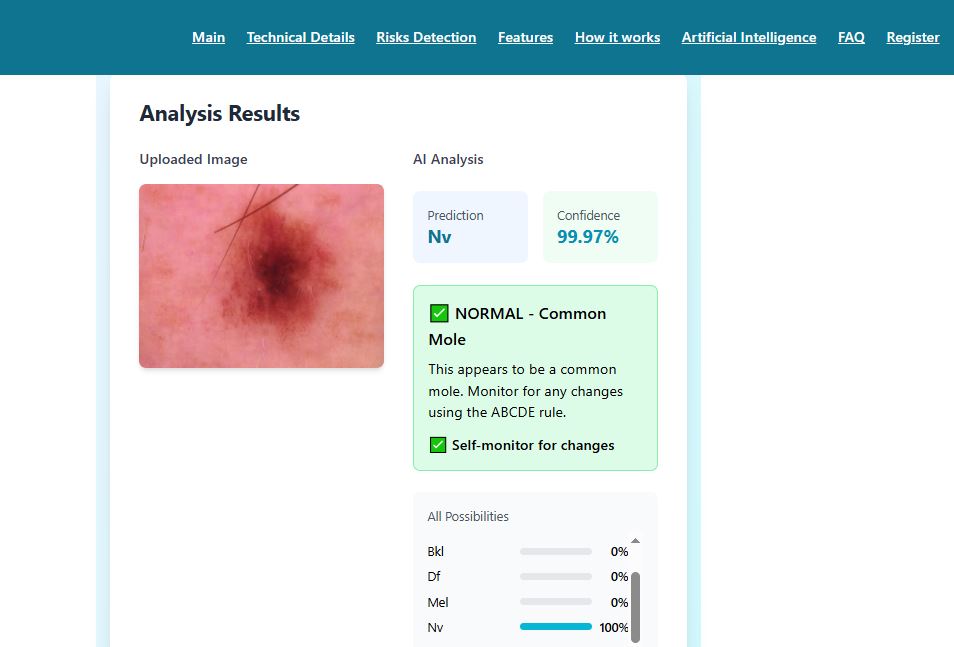 Main Technical Details Risks Detection Features How it works Artificial Intelligence FAQ Register
Analysis Results
Uploaded Image
AI Analysis
Prediction
Nv
Confidence
99.97%
✅ NORMAL - Common
Mole
This appears to be a common
mole. Monitor for any changes
using the ABCDE rule.
✅ Self-monitor for changes
All Possibilities
Bkl 0%
Df 0%
Mel 0%
Nv 100%